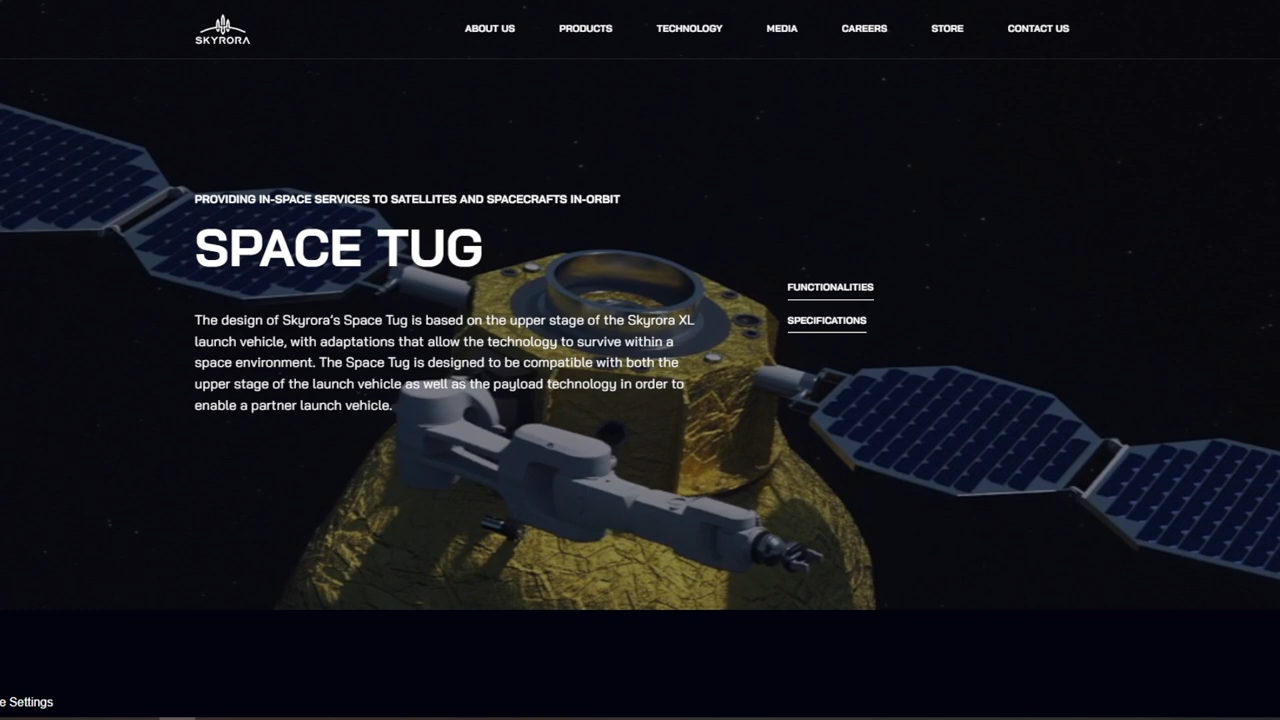 SKYRORA
ABOUT US PRODUCTS TECHNOLOGY MEDIA CAREERS STORE CONTACT US
PROVIDING IN-SPACE SERVICES TO SATELLITES AND SPACECRAFTS IN-ORBIT
SPACE TUG
The design of Skyrora's Space Tug is based on the upper stage of the Skyrora XL
launch vehicle, with adaptations that allow the technology to survive within a
space environment. The Space Tug is designed to be compatible with both the
upper stage of the launch vehicle as well as the payload technology in order to
enable a partner launch vehicle.
FUNCTIONALITIES
SPECIFICATIONS
e Settings